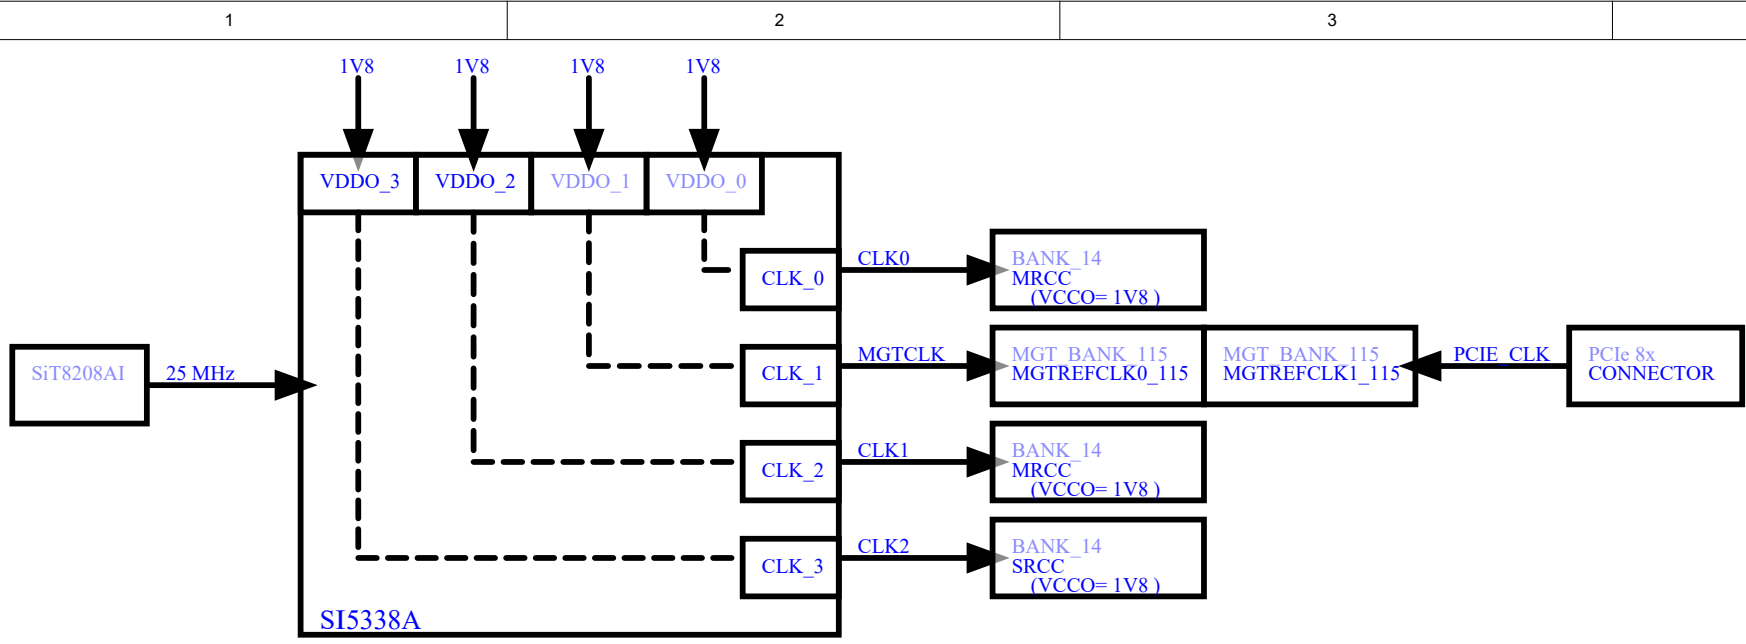 1
2
3
1V8
1V8
1V8
1V8
VDDO_3
VDDO_2
VDDO_1
VDDO_0
CLK_0
CLK0
BANK_14
MRCC
(VCCO= 1V8 )
SiT8208AI
25 MHz
CLK_1
MGTCLK
MGT_BANK_115
MGTREFCLK0_115
MGT_BANK_115
MGTREFCLK1_115
PCIE_CLK
PCIe 8x
CONNECTOR
CLK_2
CLK1
BANK_14
MRCC
(VCCO= 1V8 )
CLK_3
CLK2
BANK_14
SRCC
(VCCO= 1V8 )
SI5338A